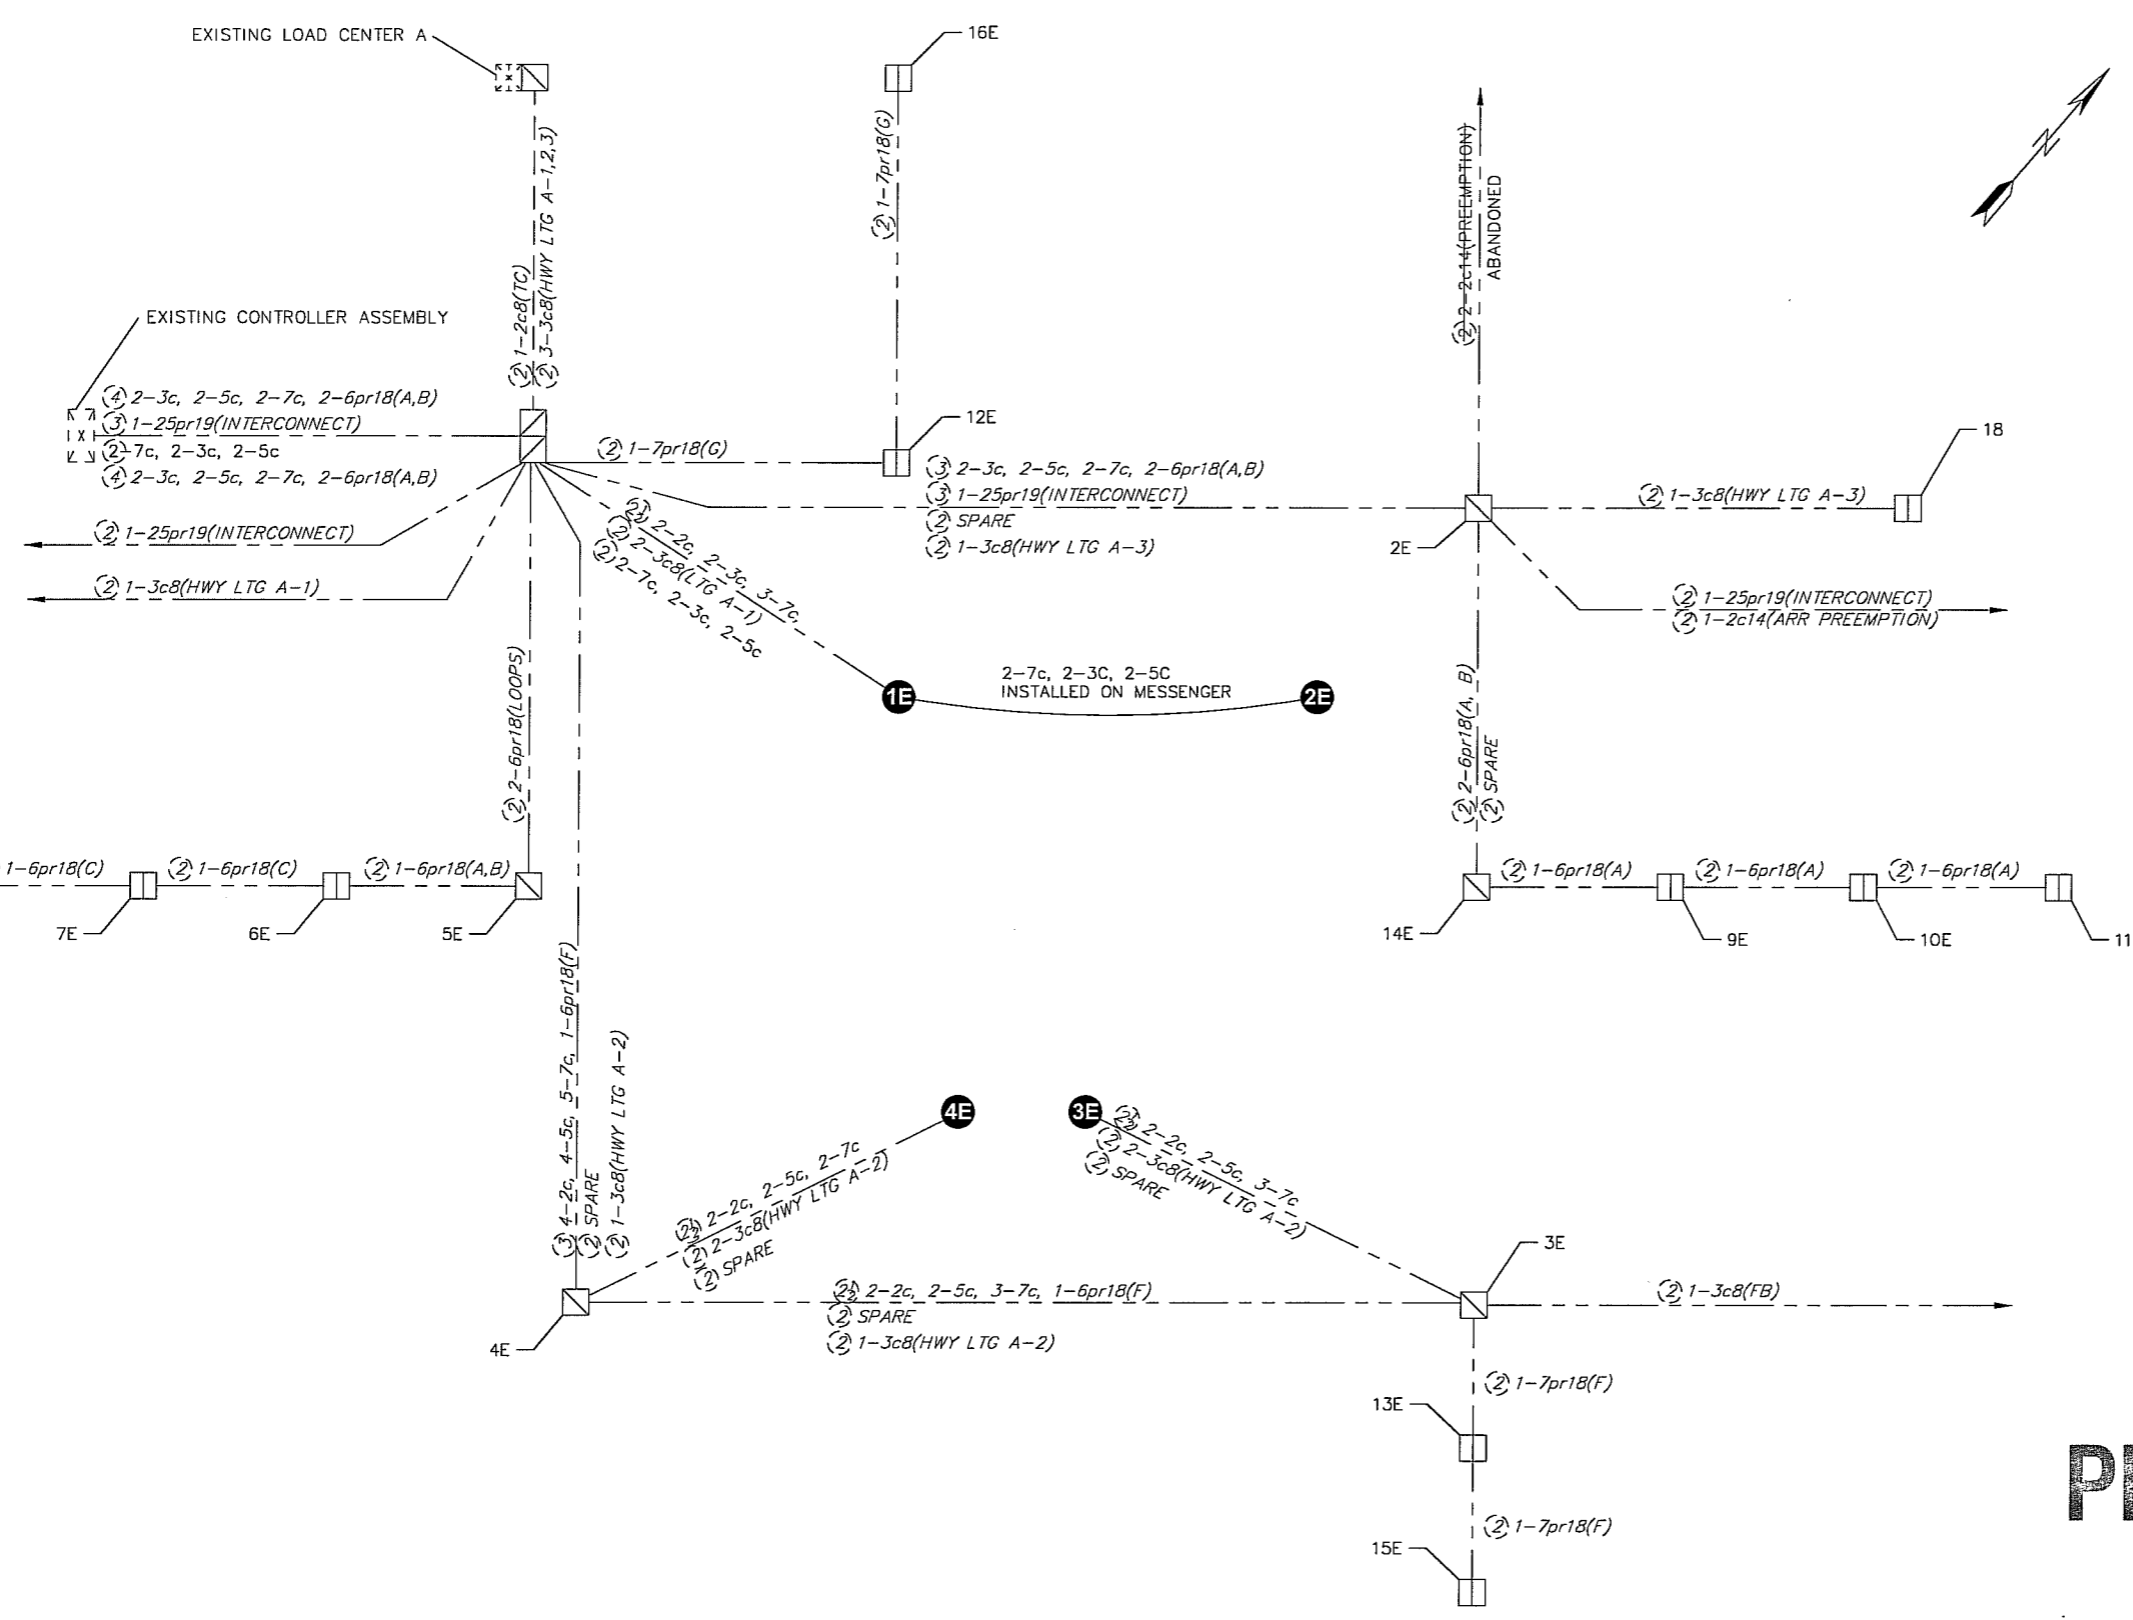 EXISTING LOAD CENTER A
16E
2 1-2c8(TC)
2 3-3c8(HWY LTG A-1,2,3)
2 1-7pr18(G)
2 2-2c14(PREEMPTION)
ABANDONED
N
EXISTING CONTROLLER ASSEMBLY
4 2-3c, 2-5c, 2-7c, 2-6pr18(A,B)
3 1-25pr19(INTERCONNECT)
2 2-7c, 2-3c, 2-5c
4 2-3c, 2-5c, 2-7c, 2-6pr18(A,B)
2 1-7pr18(G)
12E
3 2-3c, 2-5c, 2-7c, 2-6pr18(A,B)
3 1-25pr19(INTERCONNECT)
2 SPARE
2 1-3c8(HWY LTG A-3)
2E
2 1-3c8(HWY LTG A-3)
18
2 1-25pr19(INTERCONNECT)
2 1-3c8(HWY LTG A-1)
2 1-25pr19(INTERCONNECT)
2 1-2c14(ARR PREEMPTION)
2 2-6pr18(LOOPS)
2-2c, 2-3c, 3-7c,
2 2-3c8(LTG A-1)
2 2-7c, 2-3c, 2-5c
1E
2-7c, 2-3C, 2-5C
INSTALLED ON MESSENGER
2E
2 2-6pr18(A, B)
2 SPARE
1-6pr18(C)
2 1-6pr18(C)
2 1-6pr18(A,B)
7E
6E
5E
2 1-6pr18(A)
2 1-6pr18(A)
2 1-6pr18(A)
14E
9E
10E
11
3 4-2c, 4-5c, 5-7c, 1-6pr18(F)
2 SPARE
2 1-3c8(HWY LTG A-2)
4E
3E
2-2c, 2-5c, 2-7c
2 2-3c8(HWY LTG A-2)
2 SPARE
2-2c, 2-5c, 3-7c
2 2-3c8(HWY LTG A-2)
2 SPARE
3E
2-2c, 2-5c, 3-7c, 1-6pr18(F)
2 SPARE
2 1-3c8(HWY LTG A-2)
4E
2 1-3c8(FB)
2 1-7pr18(F)
13E
2 1-7pr18(F)
15E